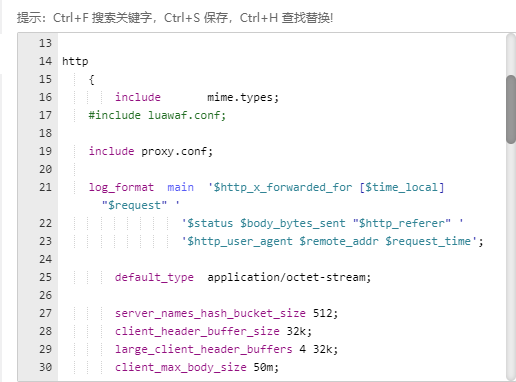 提示：Ctrl+F 搜索关键字，Ctrl+S 保存，Ctrl+H 查找替换!
13
14 http
15 {
16 include mime.types;
17 #include luawaf.conf;
18
19 include proxy.conf;
20
21 log_format main '$http_x_forwarded_for [$time_local]
"$request" '
22 '$status $body_bytes_sent "$http_referer" '
23 '$http_user_agent $remote_addr $request_time';
24
25 default_type application/octet-stream;
26
27 server_names_hash_bucket_size 512;
28 client_header_buffer_size 32k;
29 large_client_header_buffers 4 32k;
30 client_max_body_size 50m;